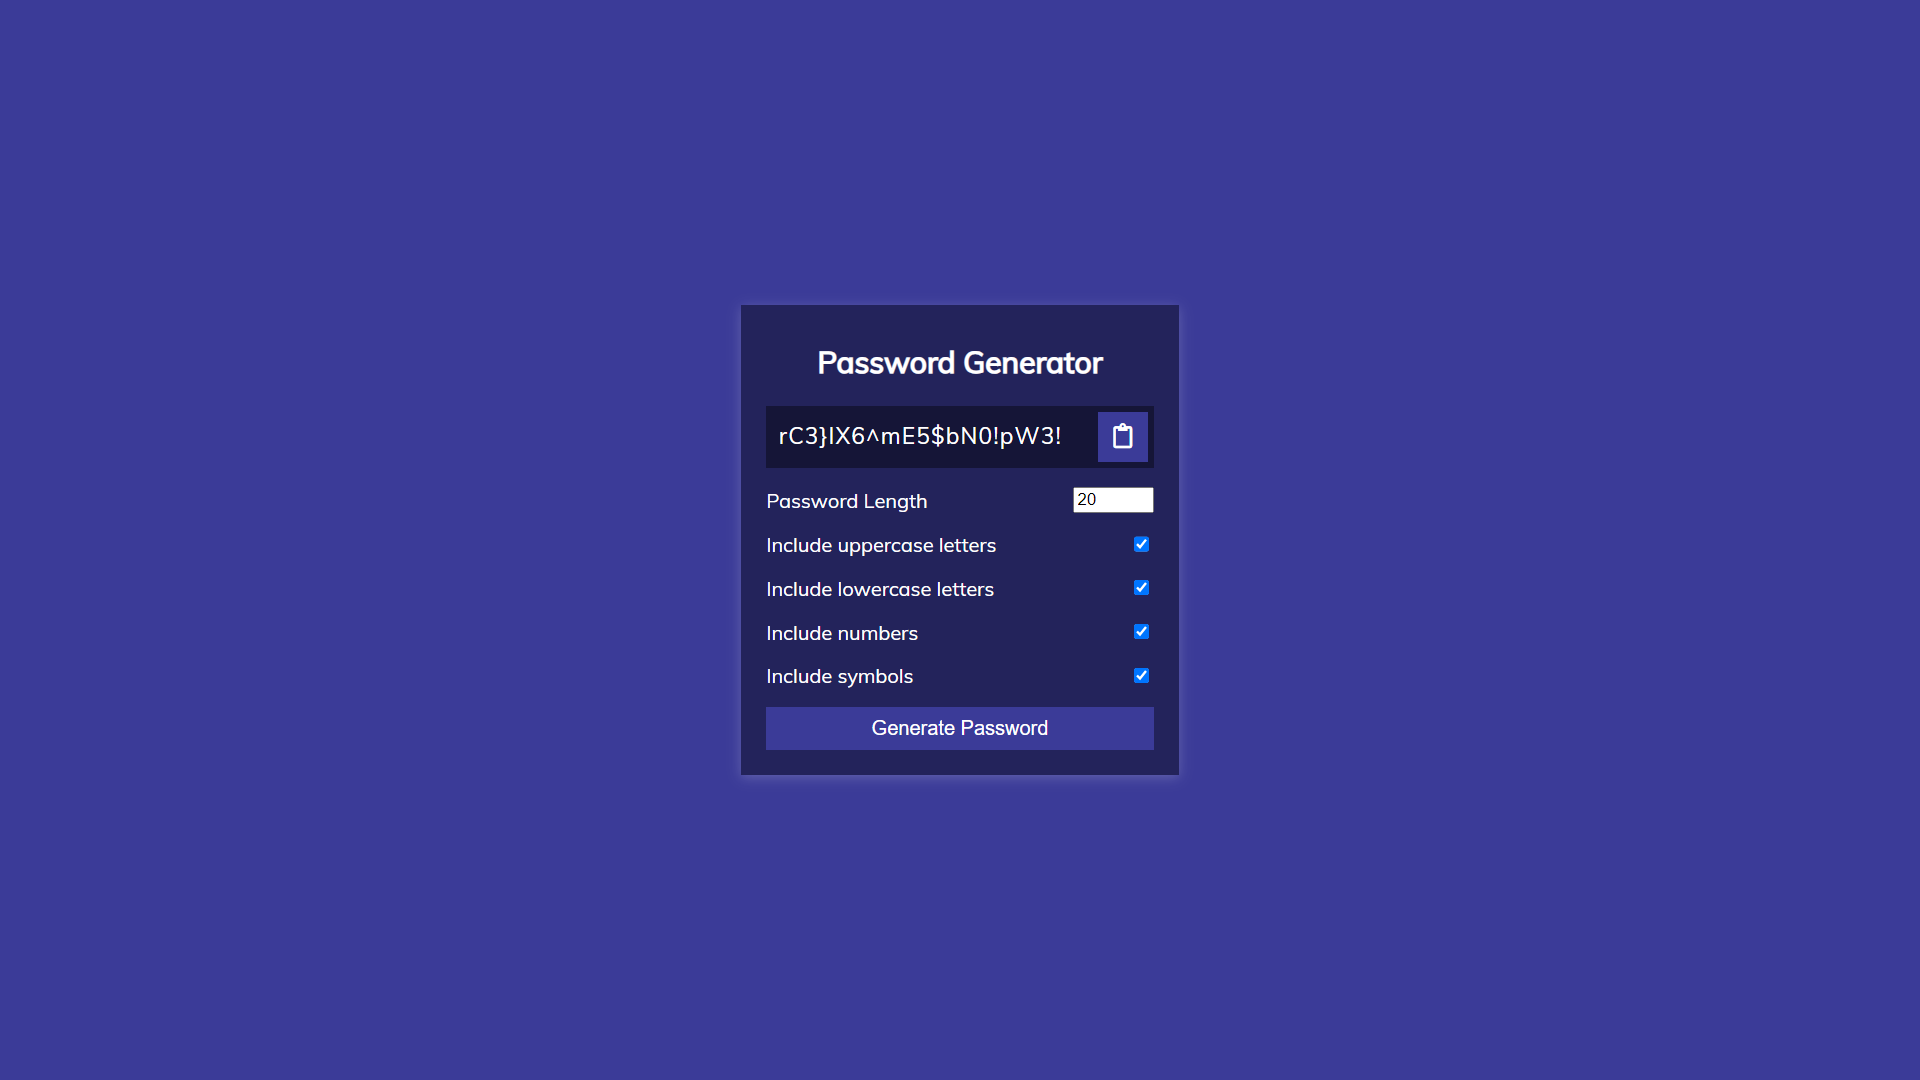 Password Generator
rC3}lX6^mE5$bN0!pW3!
Password Length
20
Include uppercase letters
Include lowercase letters
Include numbers
Include symbols
Generate Password